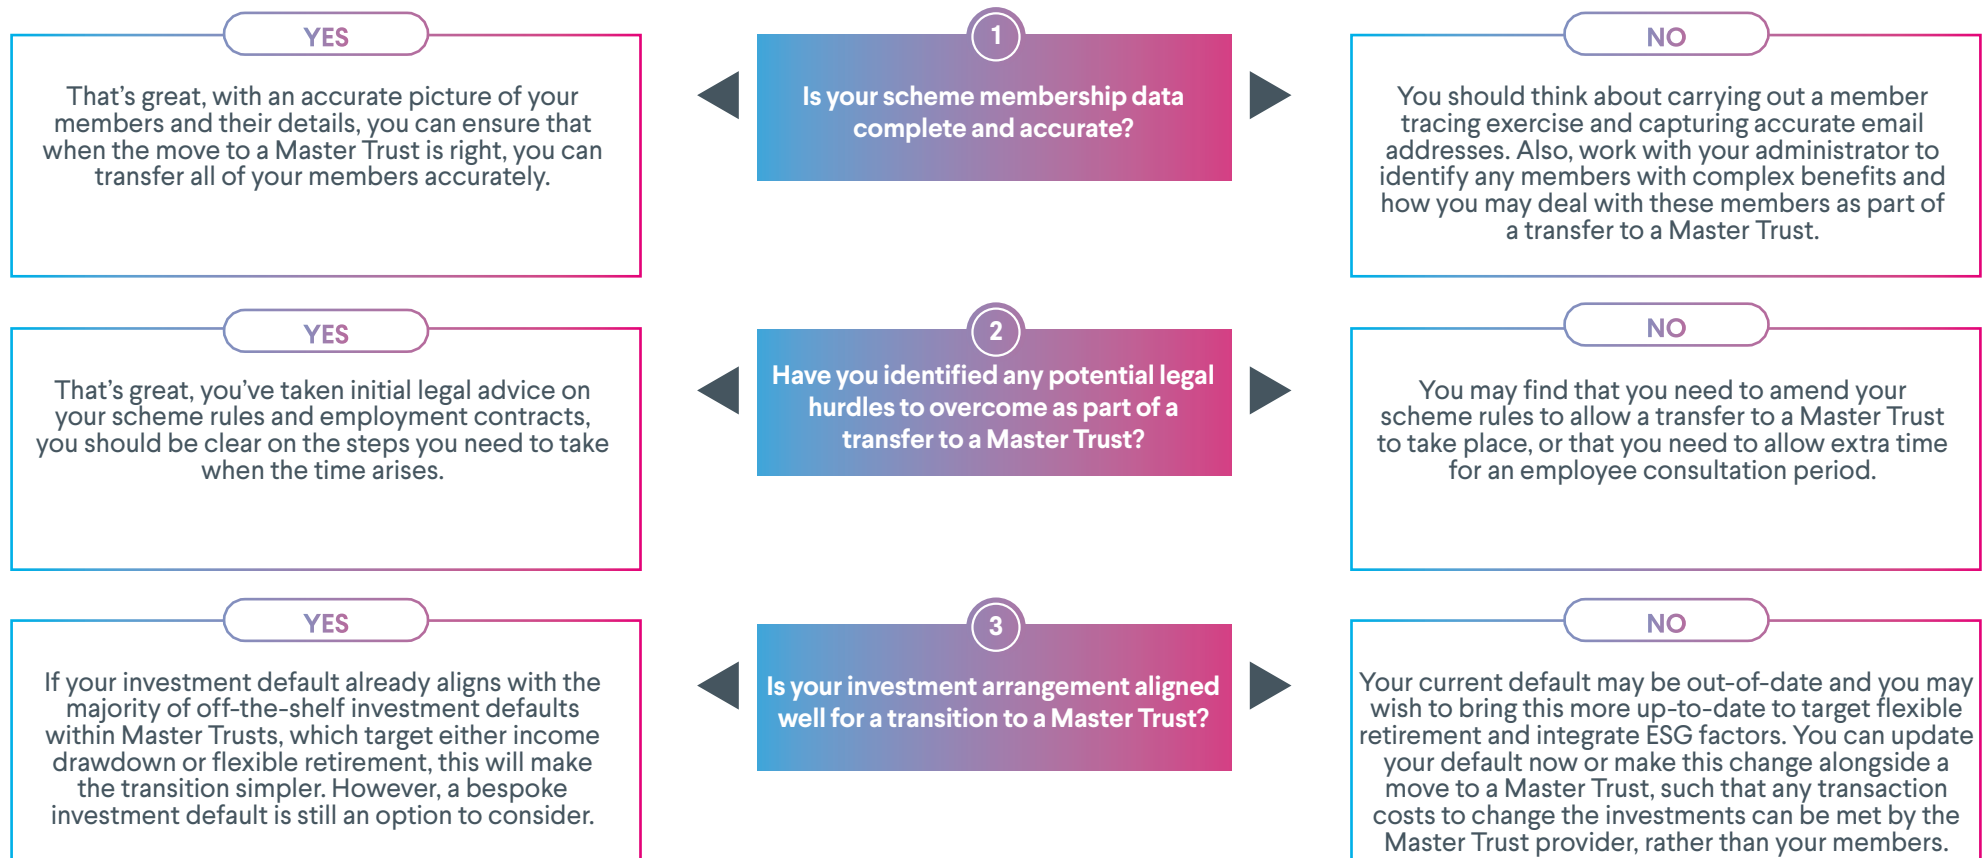 YES
That's great, with an accurate picture of your
members and their details, you can ensure that
when the move to a Master Trust is right, you can
transfer all of your members accurately.
1
Is your scheme membership data
complete and accurate?
NO
You should think about carrying out a member
tracing exercise and capturing accurate email
addresses. Also, work with your administrator to
identify any members with complex benefits and
how you may deal with these members as part of
a transfer to a Master Trust.
YES
That's great, you've taken initial legal advice on
your scheme rules and employment contracts,
you should be clear on the steps you need to take
when the time arises.
2
Have you identified any potential legal
hurdles to overcome as part of a
transfer to a Master Trust?
NO
You may find that you need to amend your
scheme rules to allow a transfer to a Master Trust
to take place, or that you need to allow extra time
for an employee consultation period.
YES
If your investment default already aligns with the
majority of off-the-shelf investment defaults
within Master Trusts, which target either income
drawdown or flexible retirement, this will make
the transition simpler. However, a bespoke
investment default is still an option to consider.
3
Is your investment arrangement aligned
well for a transition to a Master Trust?
NO
Your current default may be out-of-date and you may
wish to bring this more up-to-date to target flexible
retirement and integrate ESG factors. You can update
your default now or make this change alongside a
move to a Master Trust, such that any transaction
costs to change the investments can be met by the
Master Trust provider, rather than your members.